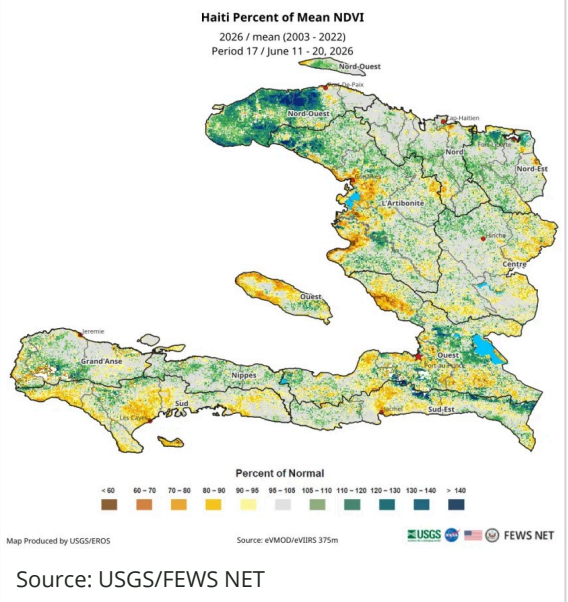 Haiti Percent of Mean NDVI
2026 / mean (2003 - 2022)
Period 17 / June 11 - 20, 2026
Nord-Ouest
Port-De-Paix
Nord-Ouest
Cap-Haitien
Nord
Nord-Est
L'Artibonite
Hinche
Centre
Ouest
Jeremie
Grand'Anse
Nippes
Ouest
Port-au-Prince
Sud
Les Cayes
Jacmel
Sud-Est
Percent of Normal
< 60 60 – 70 70 – 80 80 – 90 90 – 95 95 – 105 105 – 110 110 – 120 120 – 130 130 – 140 > 140
Map Produced by USGS/EROS
Source: eVMOD/eVIIRS 375m
USGS
FEWS NET
Source: USGS/FEWS NET